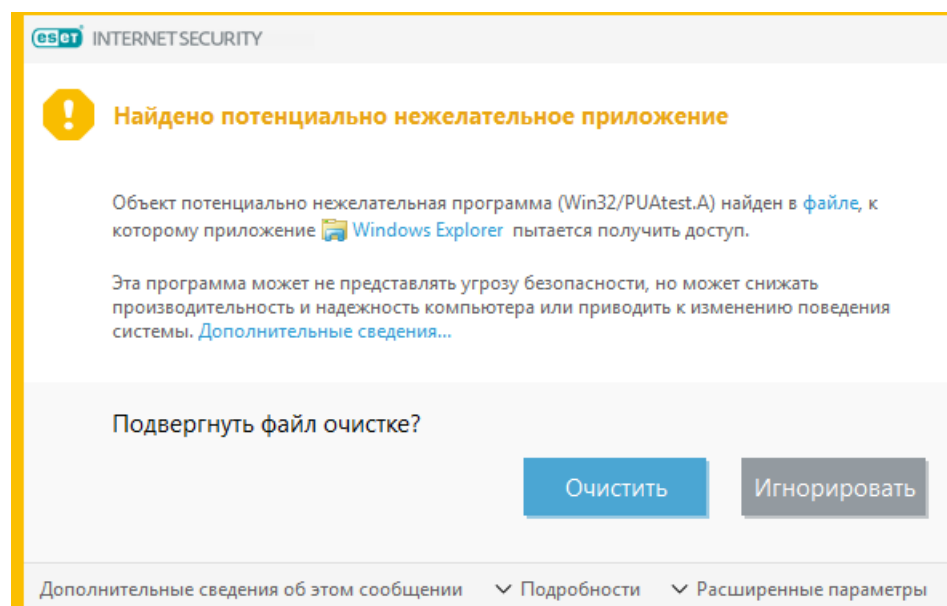 eset INTERNET SECURITY
Найдено потенциально нежелательное приложение
Объект потенциально нежелательная программа (Win32/PUAtest.A) найден в файле, к
которому приложение Windows Explorer пытается получить доступ.
Эта программа может не представлять угрозу безопасности, но может снижать
производительность и надежность компьютера или приводить к изменению поведения
системы. Дополнительные сведения...
Подвергнуть файл очистке?
Очистить Игнорировать
Дополнительные сведения об этом сообщении Подробности Расширенные параметры